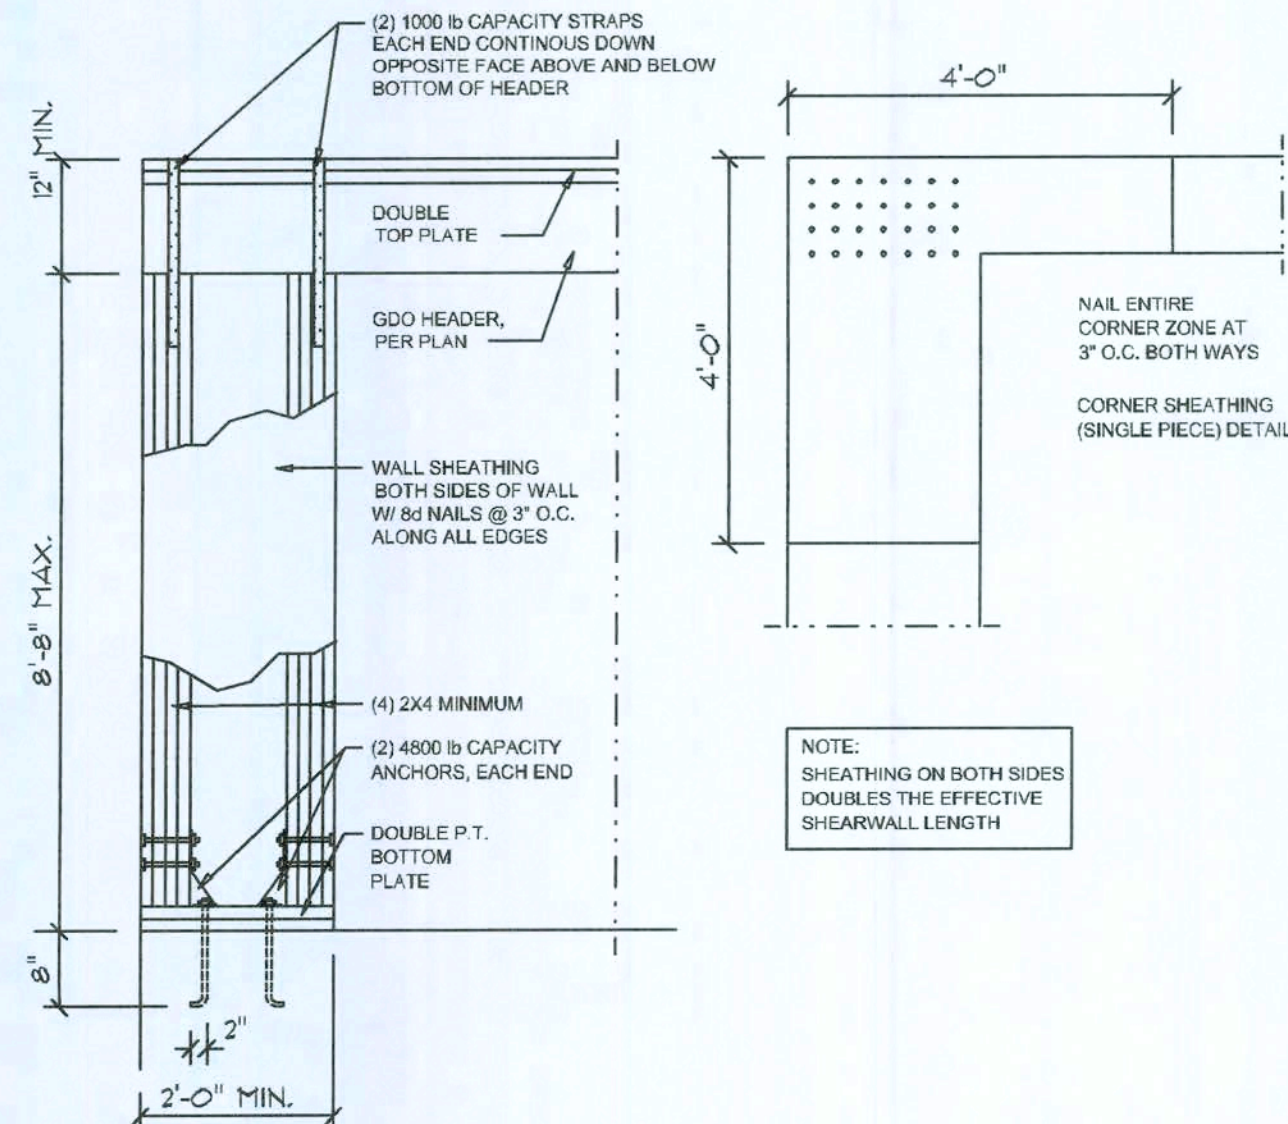 (2) 1000 lb CAPACITY STRAPS
EACH END CONTINOUS DOWN
OPPOSITE FACE ABOVE AND BELOW
BOTTOM OF HEADER
12" MIN.
DOUBLE
TOP PLATE
GDO HEADER,
PER PLAN
WALL SHEATHING
BOTH SIDES OF WALL
W/ 8d NAILS @ 3" O.C.
ALONG ALL EDGES
8'-8" MAX.
(4) 2X4 MINIMUM
(2) 4800 lb CAPACITY
ANCHORS, EACH END
DOUBLE P.T.
BOTTOM
PLATE
8"
2"
2'-0" MIN.
4'-0"
4'-0"
NAIL ENTIRE
CORNER ZONE AT
3" O.C. BOTH WAYS
CORNER SHEATHING
(SINGLE PIECE) DETAIL
NOTE:
SHEATHING ON BOTH SIDES
DOUBLES THE EFFECTIVE
SHEARWALL LENGTH